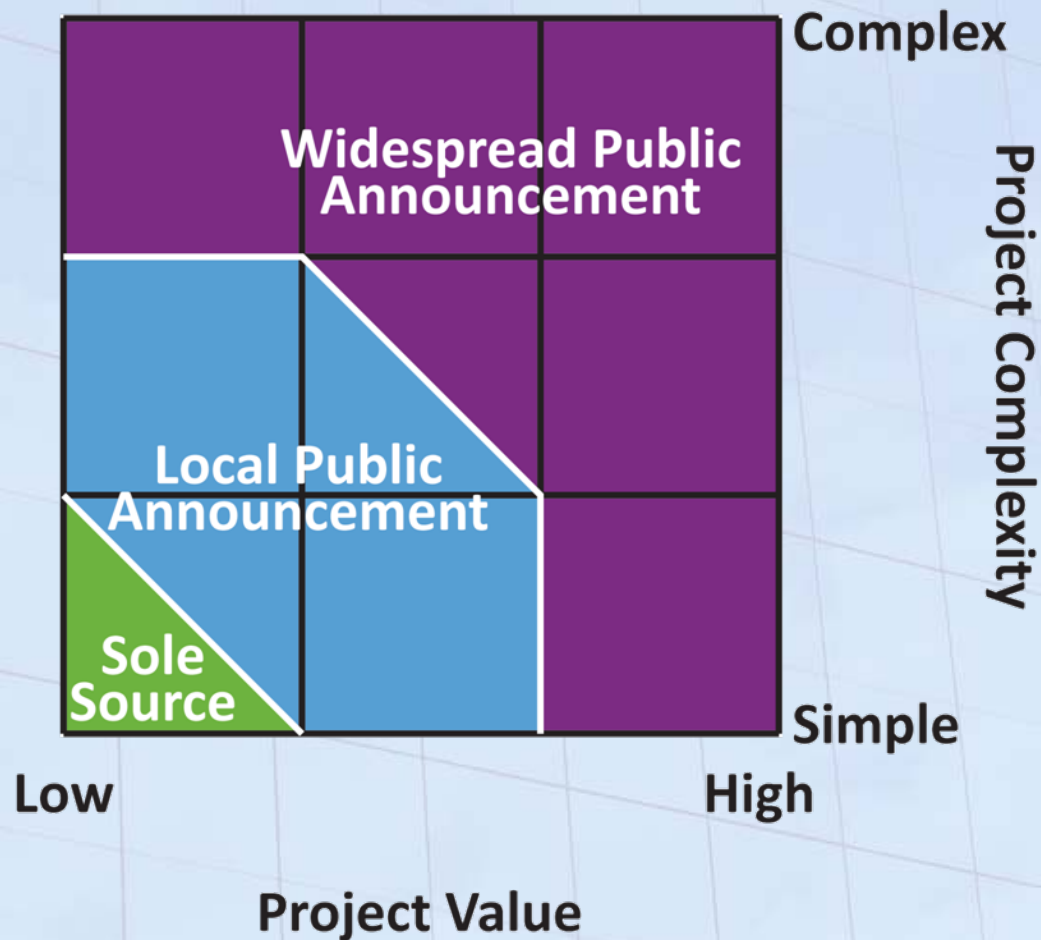 Complex
Widespread Public
Announcement
Project Complexity
Local Public
Announcement
Sole
Source
Simple
Low
High
Project Value